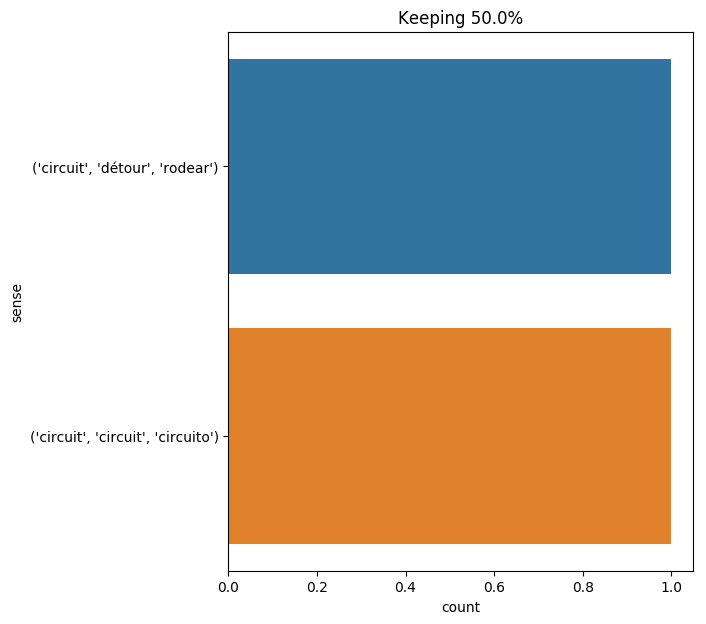 Keeping 50.0%
('circuit', 'détour', 'rodear')
sense
('circuit', 'circuit', 'circuito')
0.0 0.2 0.4 0.6 0.8 1.0
count